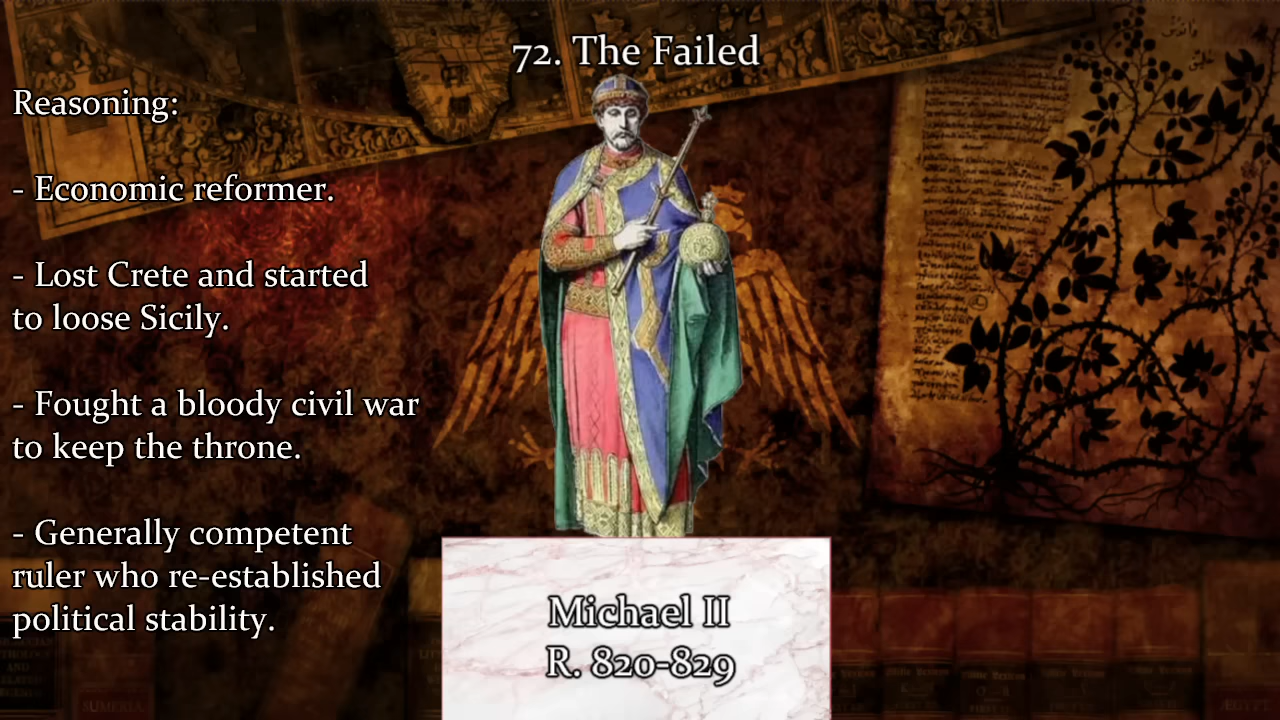 72. The Failed
Reasoning:
- Economic reformer.
- Lost Crete and started
to loose Sicily.
- Fought a bloody civil war
to keep the throne.
- Generally competent
ruler who re-established
political stability.
Michael II
R. 820-829
SUMERIA